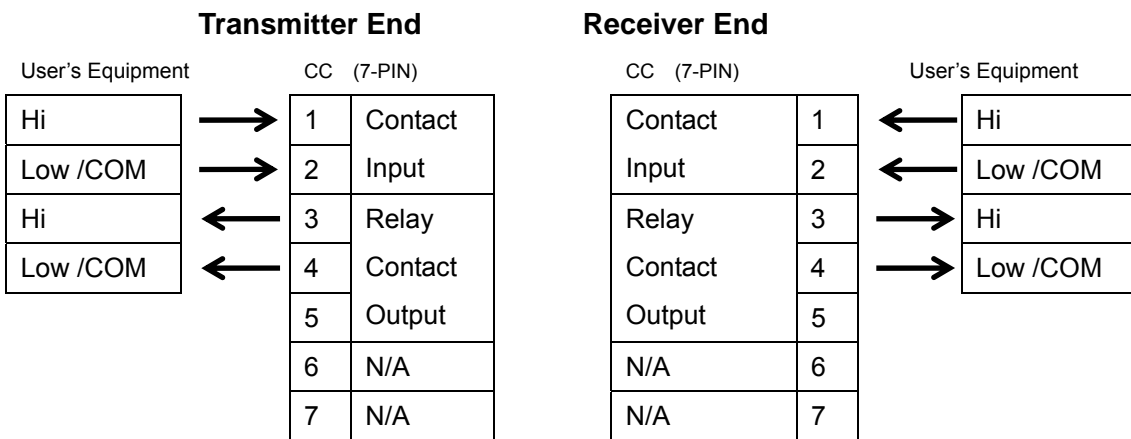 Transmitter End Receiver End
User's Equipment CC (7-PIN) CC (7-PIN) User's Equipment
Hi 1 Contact Contact 1 Hi
Low /COM 2 Input Input 2 Low /COM
Hi 3 Relay Relay 3 Hi
Low /COM 4 Contact Contact 4 Low /COM
5 Output Output 5
6 N/A N/A 6
7 N/A N/A 7